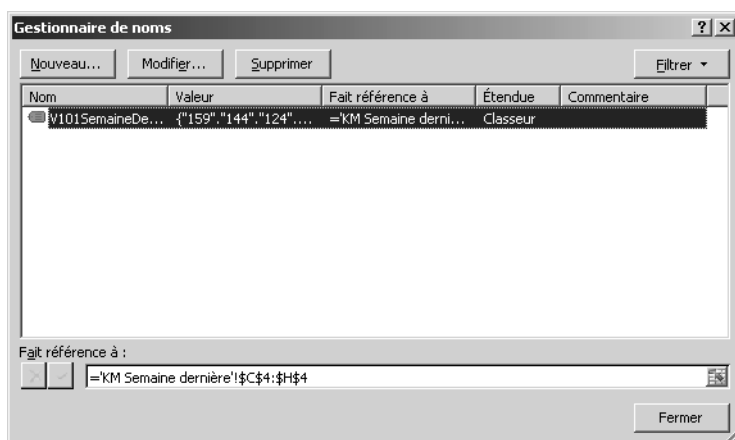 Gestionnaire de noms
Nouveau... Modifier... Supprimer Filtrer
Nom Valeur Fait référence à Étendue Commentaire
V101SemaineDe... {"159"."144"."124".... ='KM Semaine derni... Classeur
Fait référence à :
='KM Semaine dernière'!$C$4:$H$4
Fermer